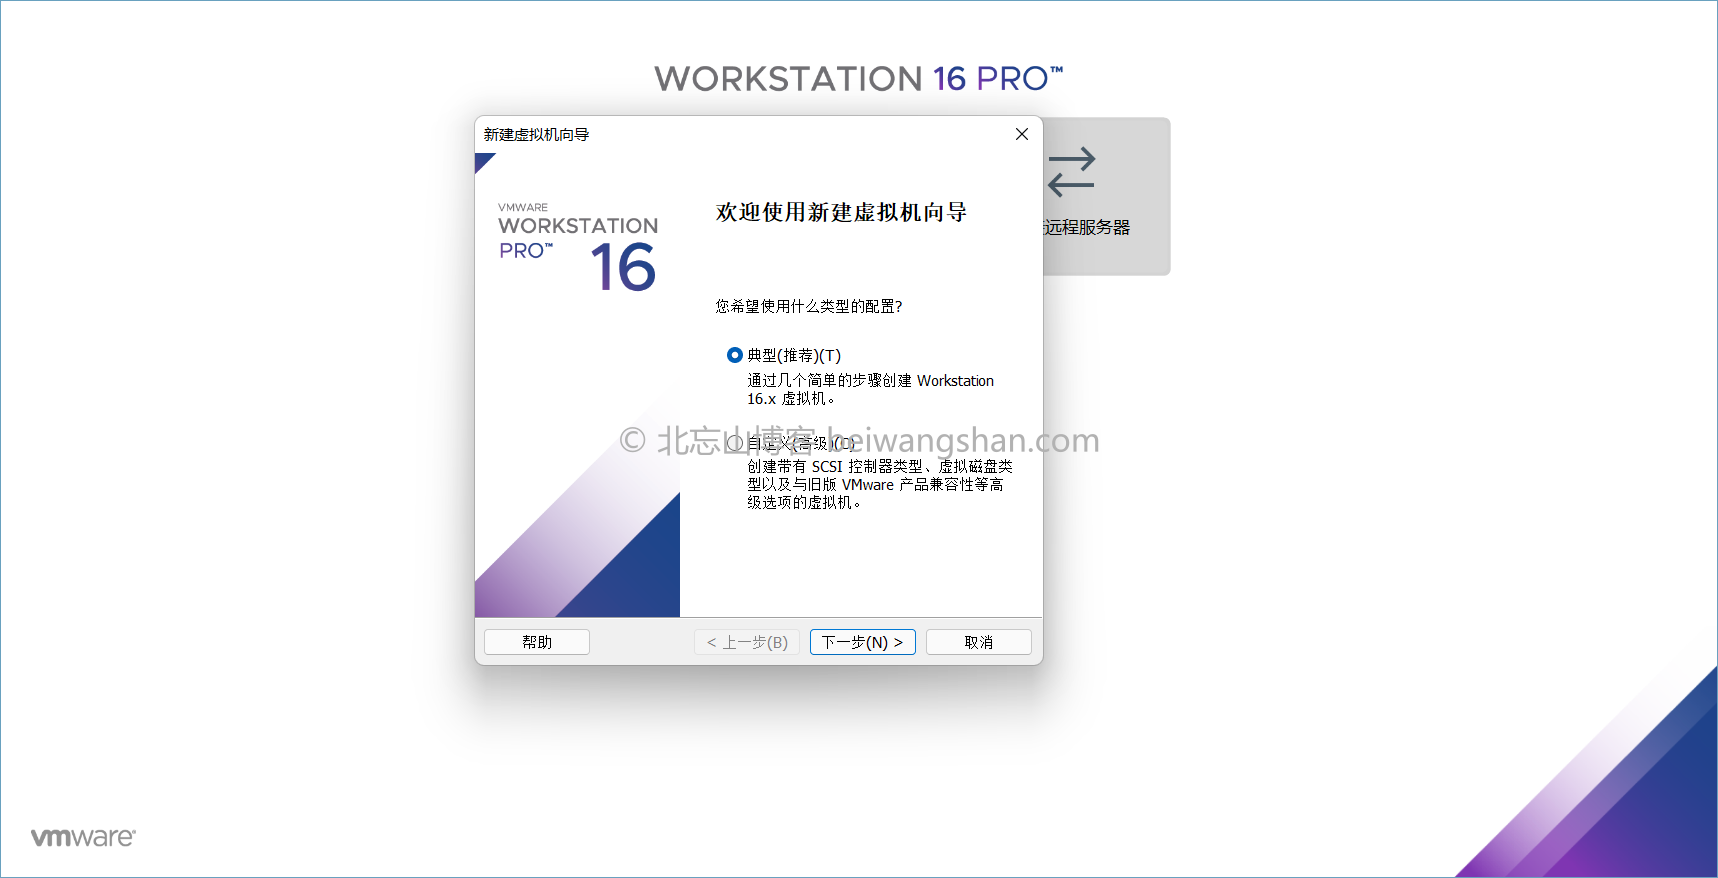 WORKSTATION 16 PRO™
新建虚拟机向导
VMWARE
WORKSTATION
PRO™ 16
欢迎使用新建虚拟机向导
远程服务器
您希望使用什么类型的配置?
典型(推荐)(T)
通过几个简单的步骤创建 Workstation
16.x 虚拟机。
© 北忘山博客 beiwangshan.com
自定义(高级)(C)
创建带有 SCSI 控制器类型、虚拟磁盘类
型以及与旧版 VMware 产品兼容性等高
级选项的虚拟机。
帮助
< 上一步(B)
下一步(N) >
取消
vmware®